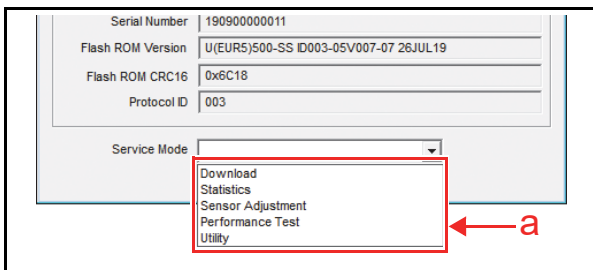 Serial Number 190900000011
Flash ROM Version U(EUR5)500-SS ID003-05V007-07 26JUL19
Flash ROM CRC16 0x6C18
Protocol ID 003
Service Mode
Download
Statistics
Sensor Adjustment
Performance Test
Utility
a